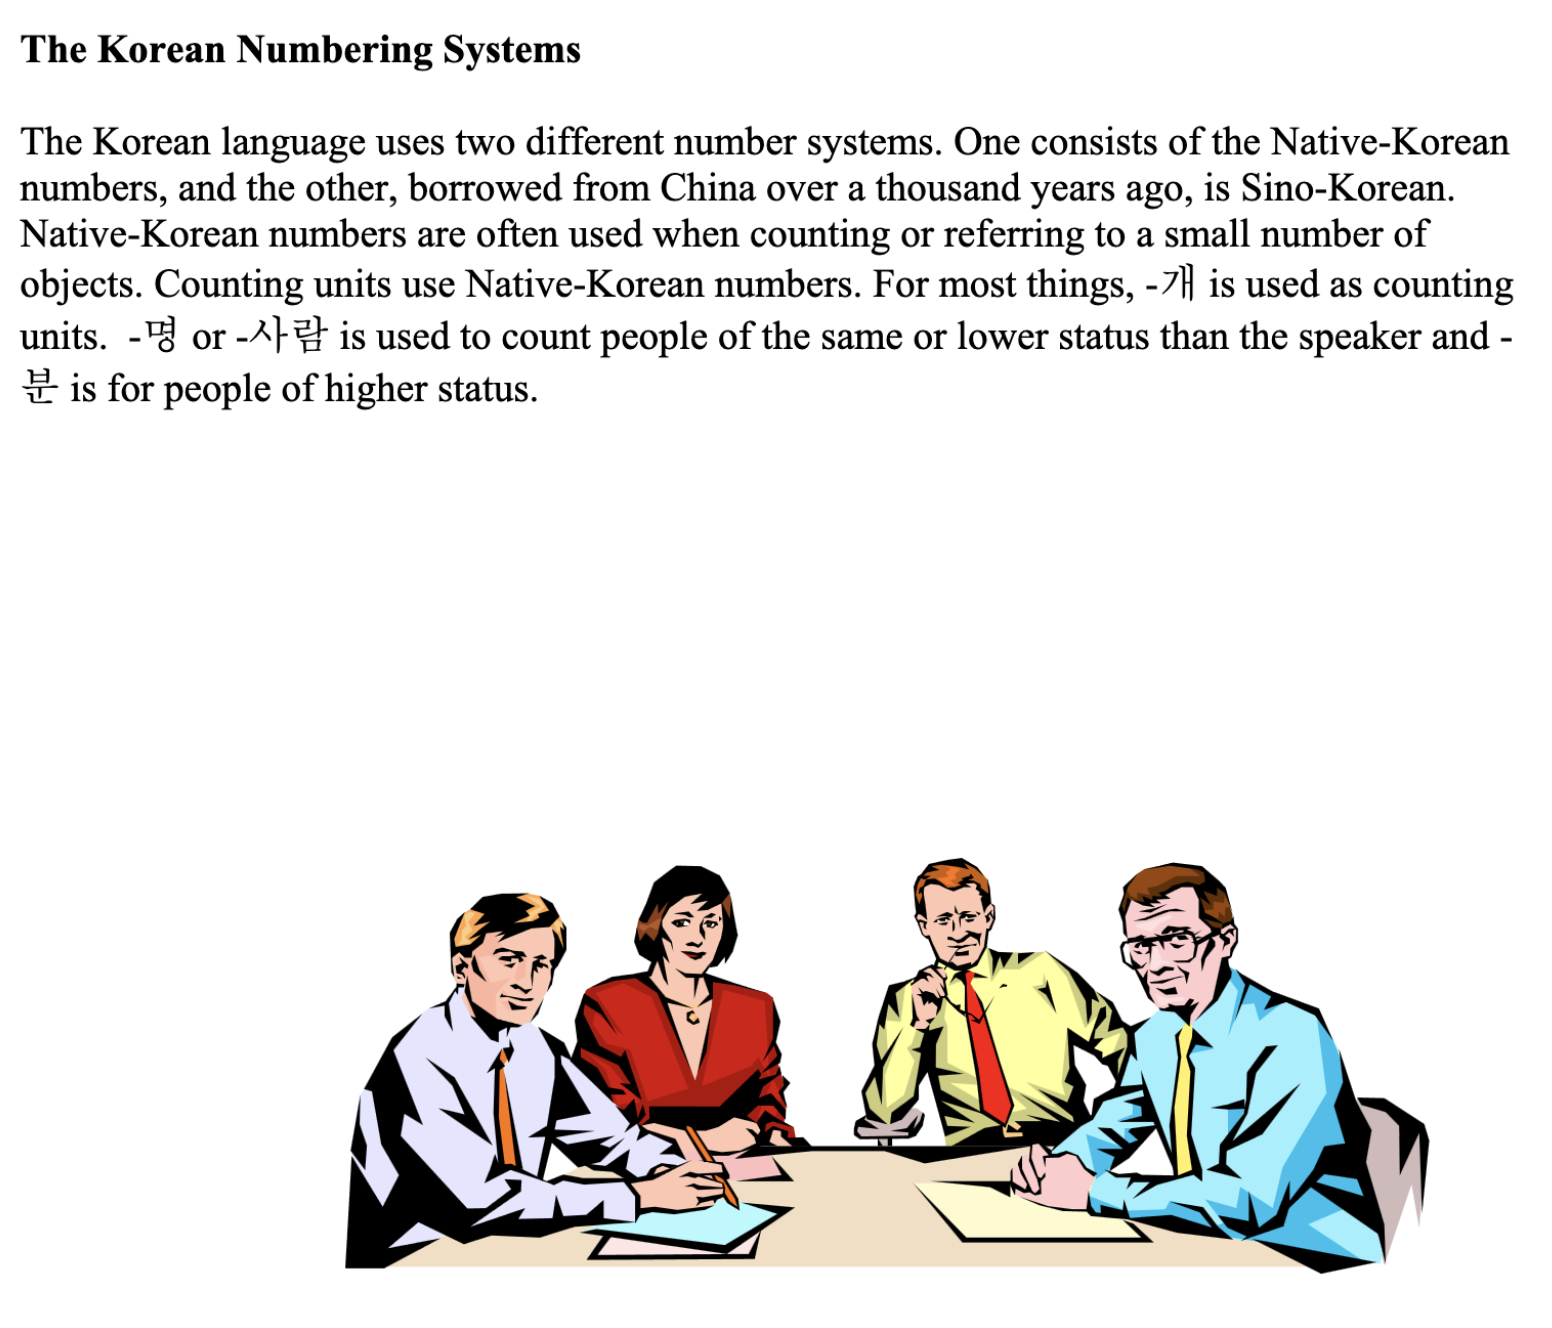 The Korean Numbering Systems
The Korean language uses two different number systems. One consists of the Native-Korean
numbers, and the other, borrowed from China over a thousand years ago, is Sino-Korean.
Native-Korean numbers are often used when counting or referring to a small number of
objects. Counting units use Native-Korean numbers. For most things, -개 is used as counting
units.  -명 or -사람 is used to count people of the same or lower status than the speaker and -
분 is for people of higher status.